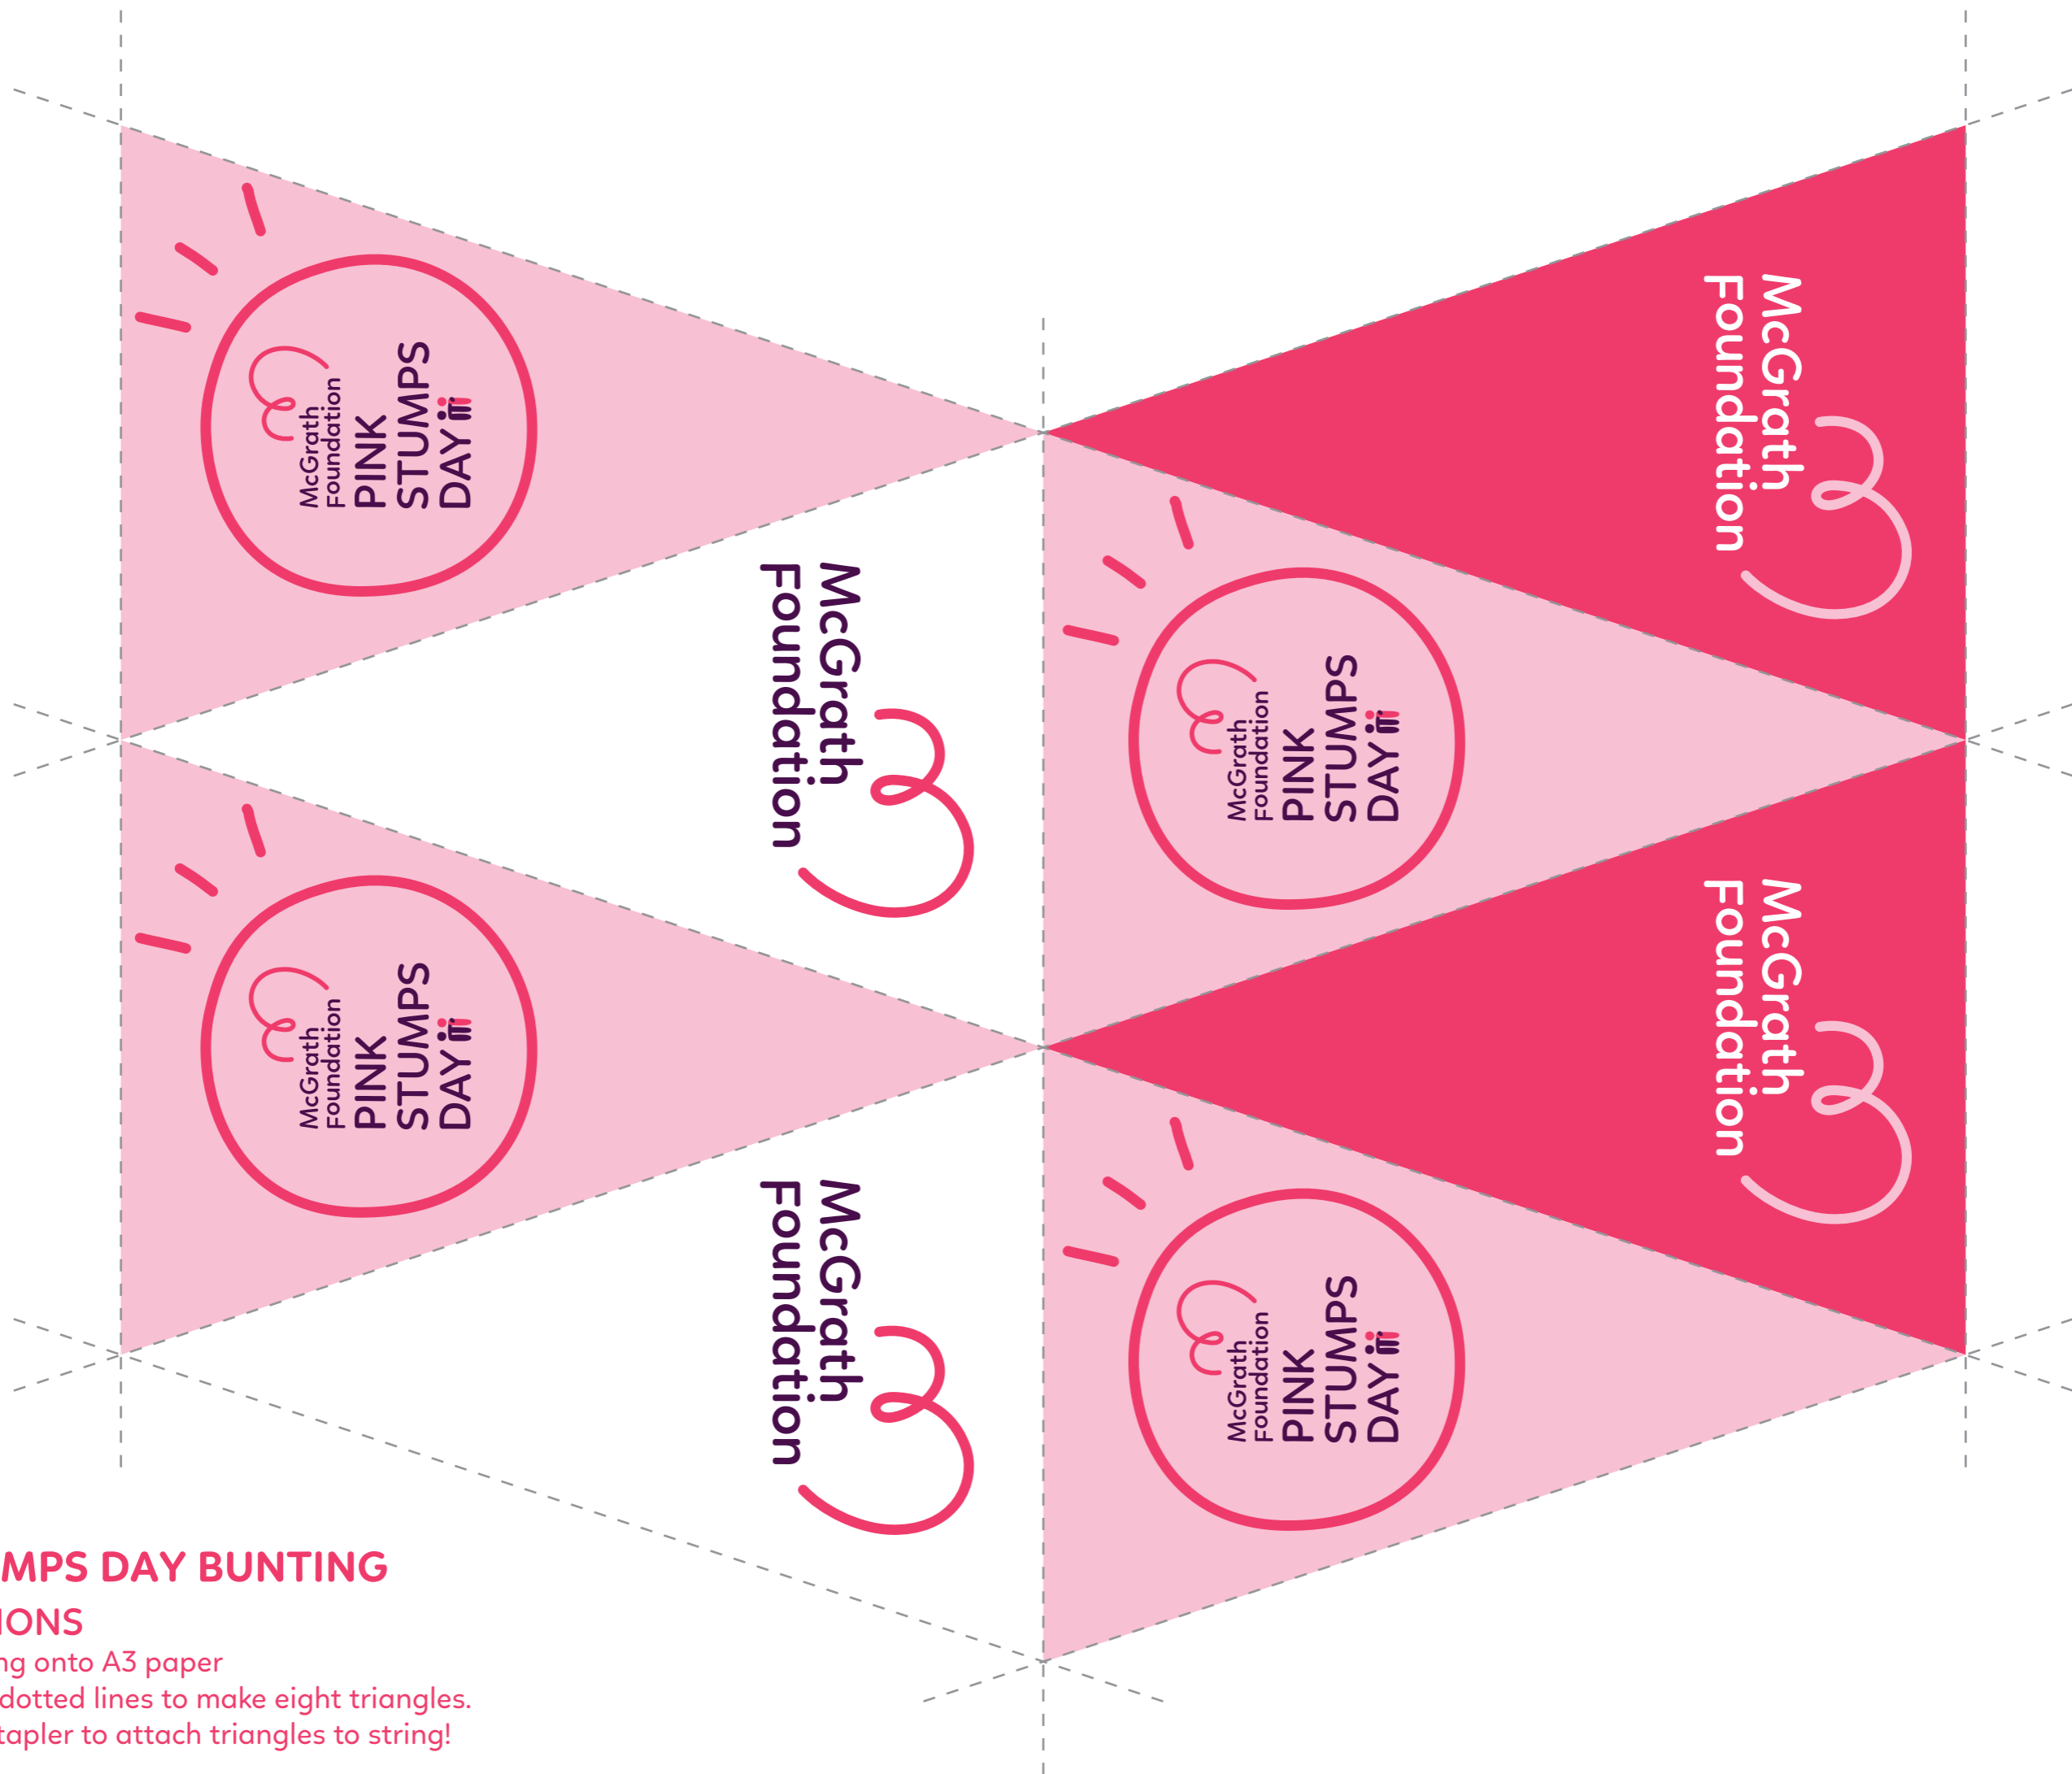 McGrath
Foundation
PINK
STUMPS
DAY
McGrath
Foundation
McGrath
Foundation
McGrath
Foundation
PINK
STUMPS
DAY
McGrath
Foundation
PINK
STUMPS
DAY
McGrath
Foundation
McGrath
Foundation
McGrath
Foundation
PINK
STUMPS
DAY
MPS DAY BUNTING
IONS
ng onto A3 paper
dotted lines to make eight triangles.
tapler to attach triangles to string!